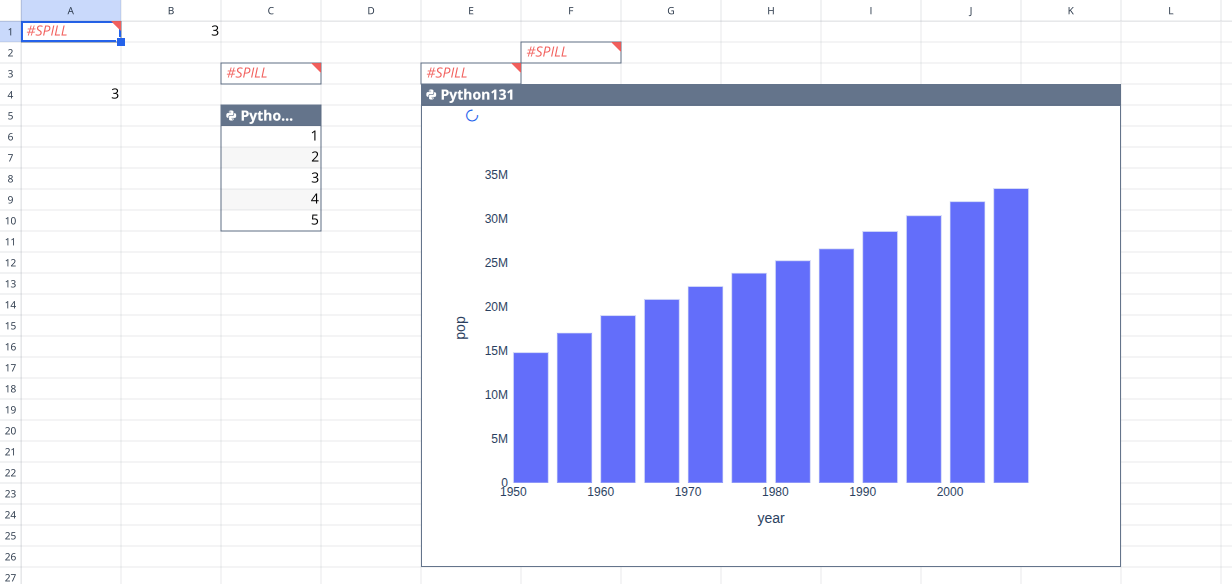 A B C D E F G H I J K L
1 #SPILL 3
2 #SPILL
3 #SPILL #SPILL
4 3 Python131
5 Pytho...
6 1
7 2
8 3 35M
9 4
10 5 30M
11
12 25M
13
14 20M
15
16 pop 15M
17
18 10M
19
20
21 5M
22
23 0
1950 1960 1970 1980 1990 2000
24 year
25
26
27